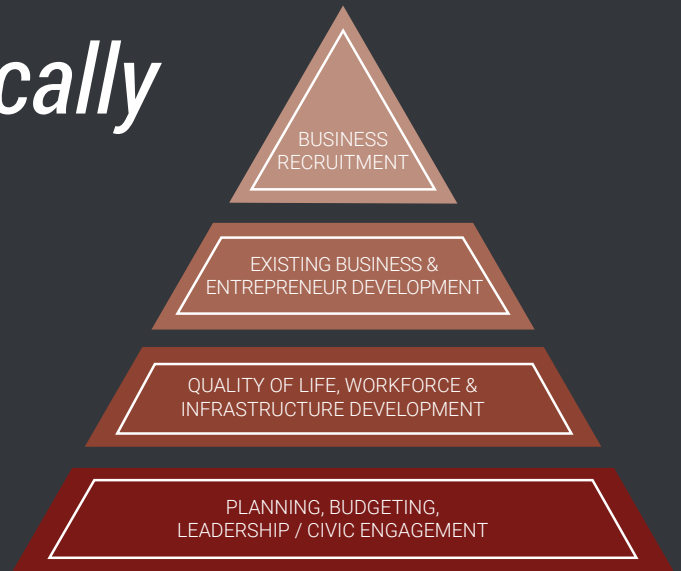 cally
BUSINESS
RECRUITMENT
EXISTING BUSINESS &
ENTREPRENEUR DEVELOPMENT
QUALITY OF LIFE, WORKFORCE &
INFRASTRUCTURE DEVELOPMENT
PLANNING, BUDGETING,
LEADERSHIP / CIVIC ENGAGEMENT